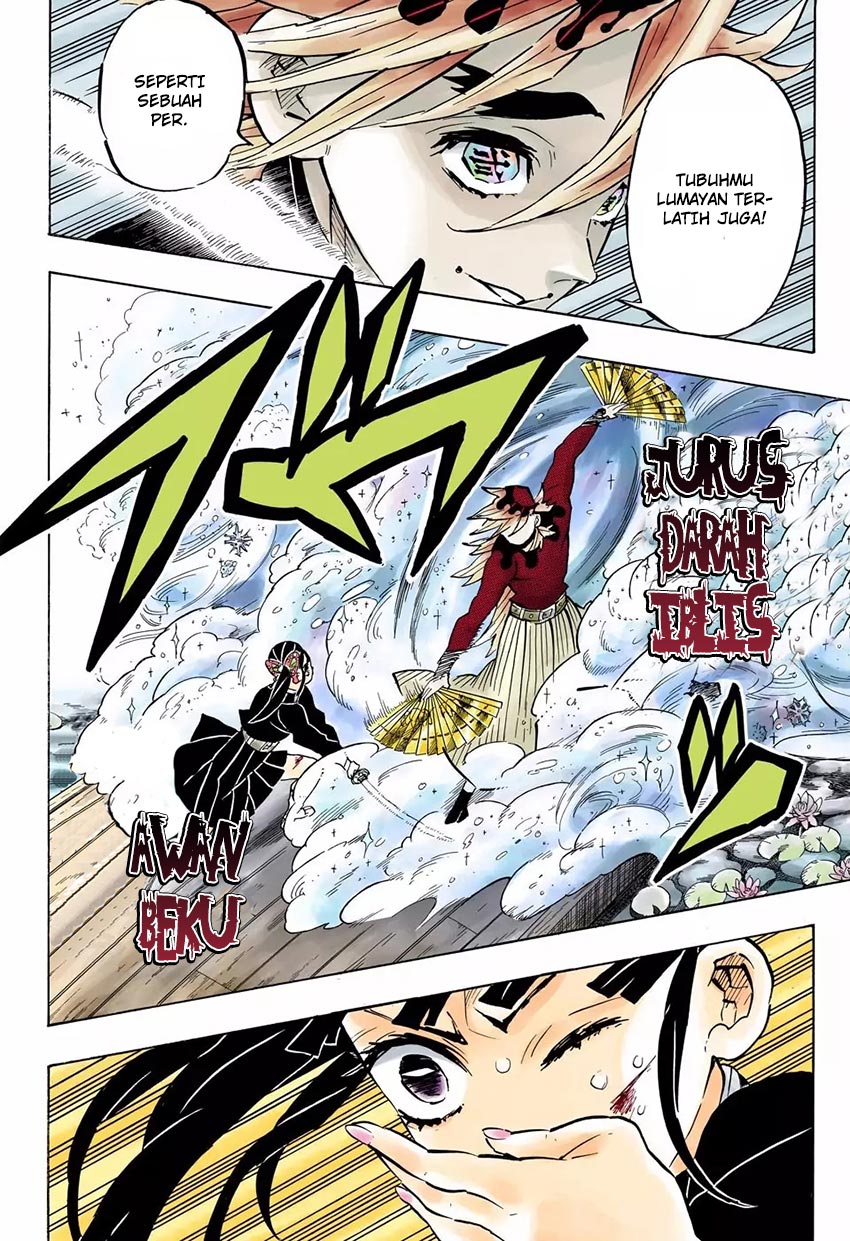 TUBUHMU
LUMAYAN TER-
LATIH JUGA!
SEPERTI
SEBUAH
PER.
JURUS
DARAH
IBLIS
AWAN
BEKU